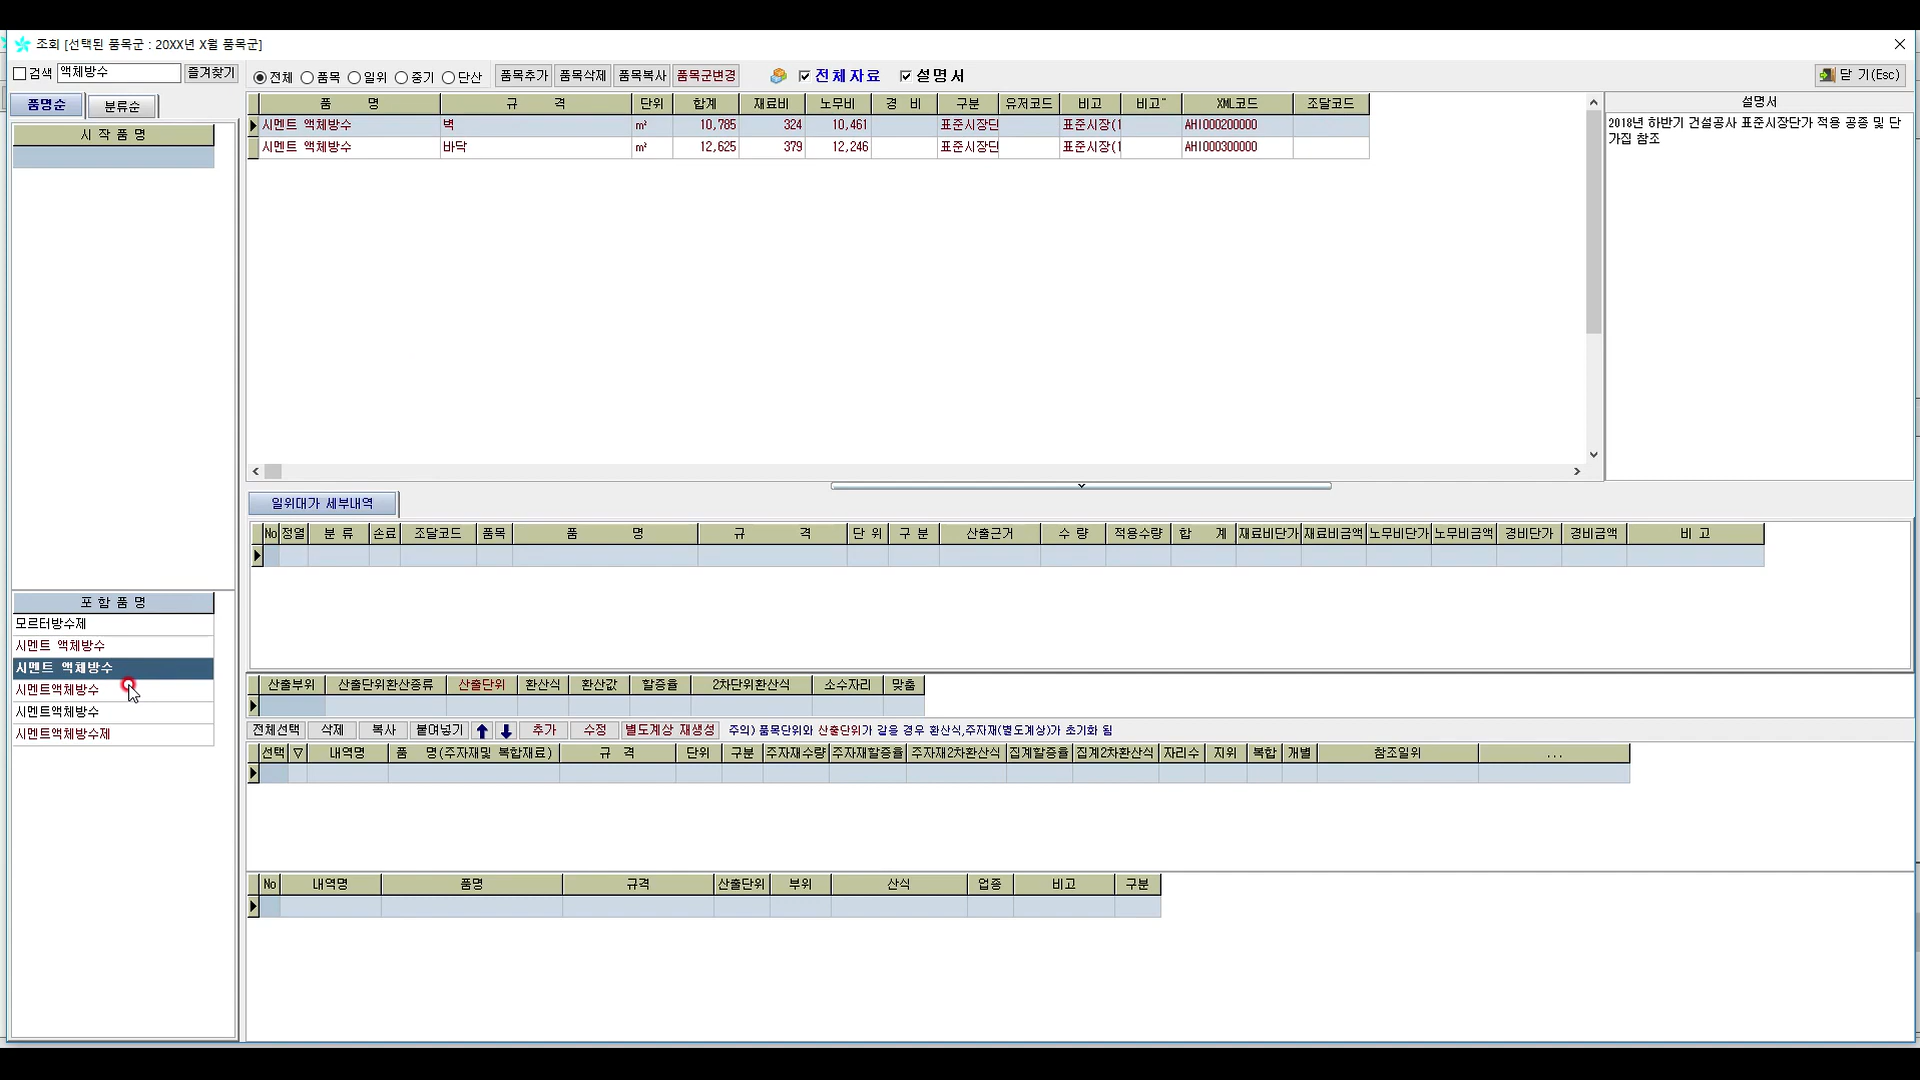 조회 [선택된 품목군 : 20XX년 X월 품목군]
검색 액체방수 즐겨찾기
전체 품목 일위 중기 단산 품목추가 품목삭제 품목복사 품목군변경 전체자료 설명서 닫 기(Esc)
품명순 분류순
시 작 품 명
품 명 규 격 단위 합계 재료비 노무비 경 비 구분 유저코드 비고 비고" XML코드 조달코드
시멘트 액체방수 벽 m² 10,785 324 10,461 표준시장단 표준시장(1 AHI000200000
시멘트 액체방수 바닥 m² 12,625 379 12,246 표준시장단 표준시장(1 AHI000300000
설명서
2018년 하반기 건설공사 표준시장단가 적용 공종 및 단
가집 참조
일위대가 세부내역
No 정열 분 류 손료 조달코드 품목 품 명 규 격 단 위 구 분 산출근거 수 량 적용수량 합 계 재료비단가 재료비금액 노무비단가 노무비금액 경비단가 경비금액 비 고
포 함 품 명
모르터방수제
시멘트 액체방수
시멘트 액체방수
시멘트액체방수
시멘트액체방수
시멘트액체방수제
산출부위 산출단위환산종류 산출단위 환산식 환산값 할증율 2차단위환산식 소수자리 맞춤
전체선택 삭제 복사 붙여넣기 추가 수정 별도계상 재생성 주의) 품목단위와 산출단위가 같을 경우 환산식,주자재(별도계상)가 초기화 됨
선택 ▽ 내역명 품 명(주자재및 복합재료) 규 격 단위 구분 주자재수량 주자재할증율 주자재2차환산식 집계할증율 집계2차환산식 자리수 지위 복합 개별 참조일위 ...
No 내역명 품명 규격 산출단위 부위 산식 업종 비고 구분